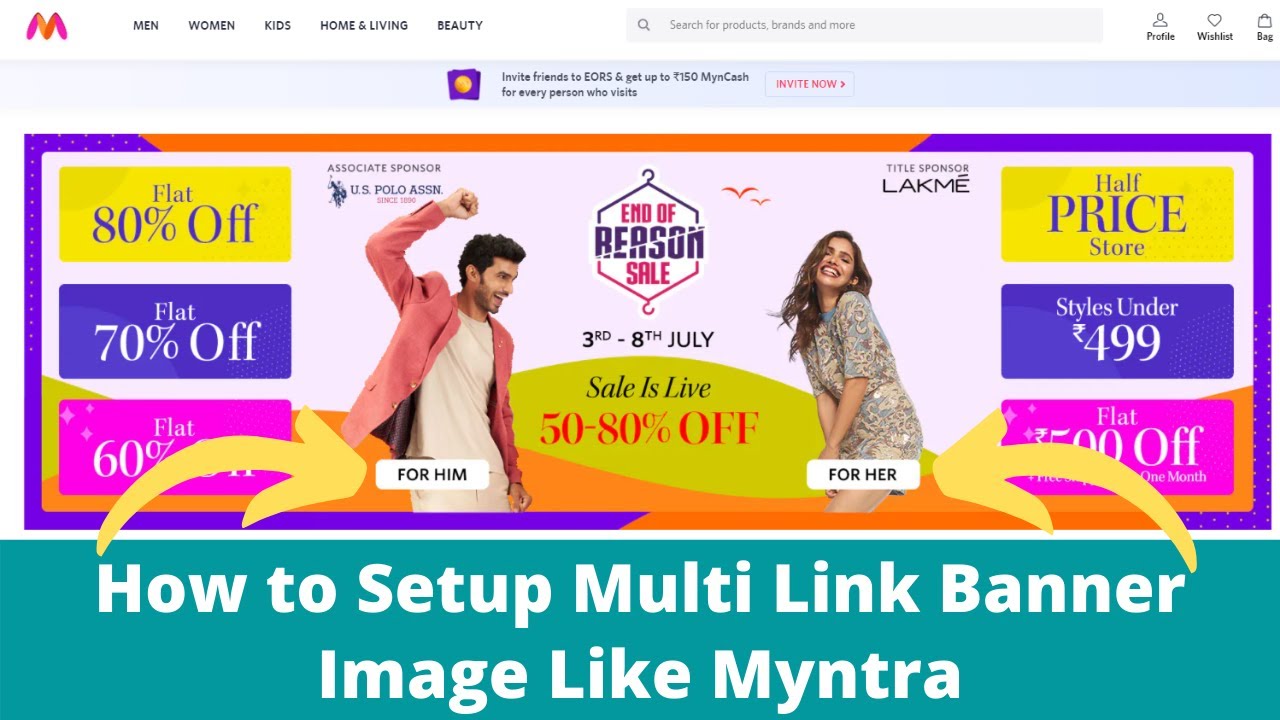 MEN WOMEN KIDS HOME & LIVING BEAUTY
Search for products, brands and more
Profile Wishlist Bag
Invite friends to EORS & get up to ₹150 MynCash
for every person who visits
INVITE NOW >
Flat
80% Off
Flat
70% Off
Flat
60% Off
ASSOCIATE SPONSOR
U.S. POLO ASSN.
SINCE 1890
END OF
REASON
SALE
3RD - 8TH JULY
Sale Is Live
50-80% OFF
FOR HIM
FOR HER
TITLE SPONSOR
LAKMÉ
Half
PRICE
Store
Styles Under
₹499
Flat
₹500 Off
One Month
How to Setup Multi Link Banner
Image Like Myntra